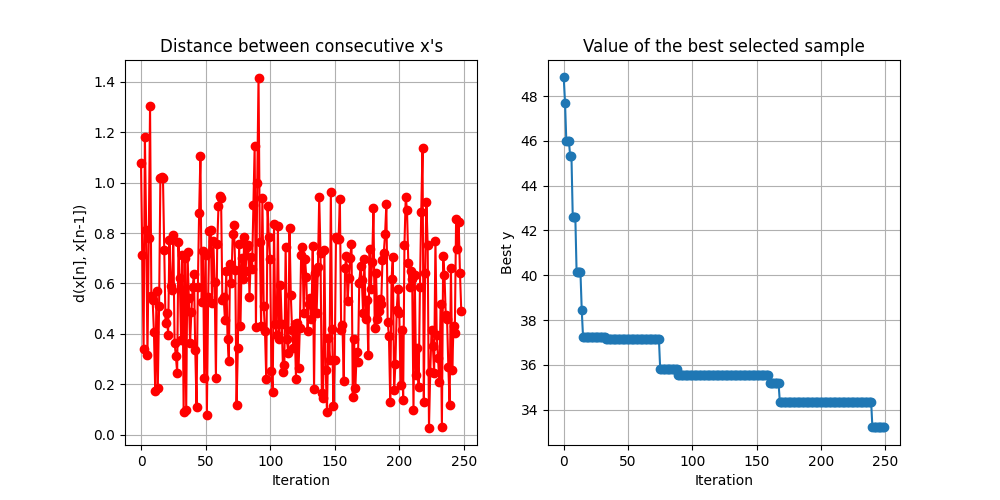 Distance between consecutive x's
d(x[n], x[n-1])
1.4
1.2
1.0
0.8
0.6
0.4
0.2
0.0
0 50 100 150 200 250
Iteration
Value of the best selected sample
Best y
48
46
44
42
40
38
36
34
0 50 100 150 200 250
Iteration